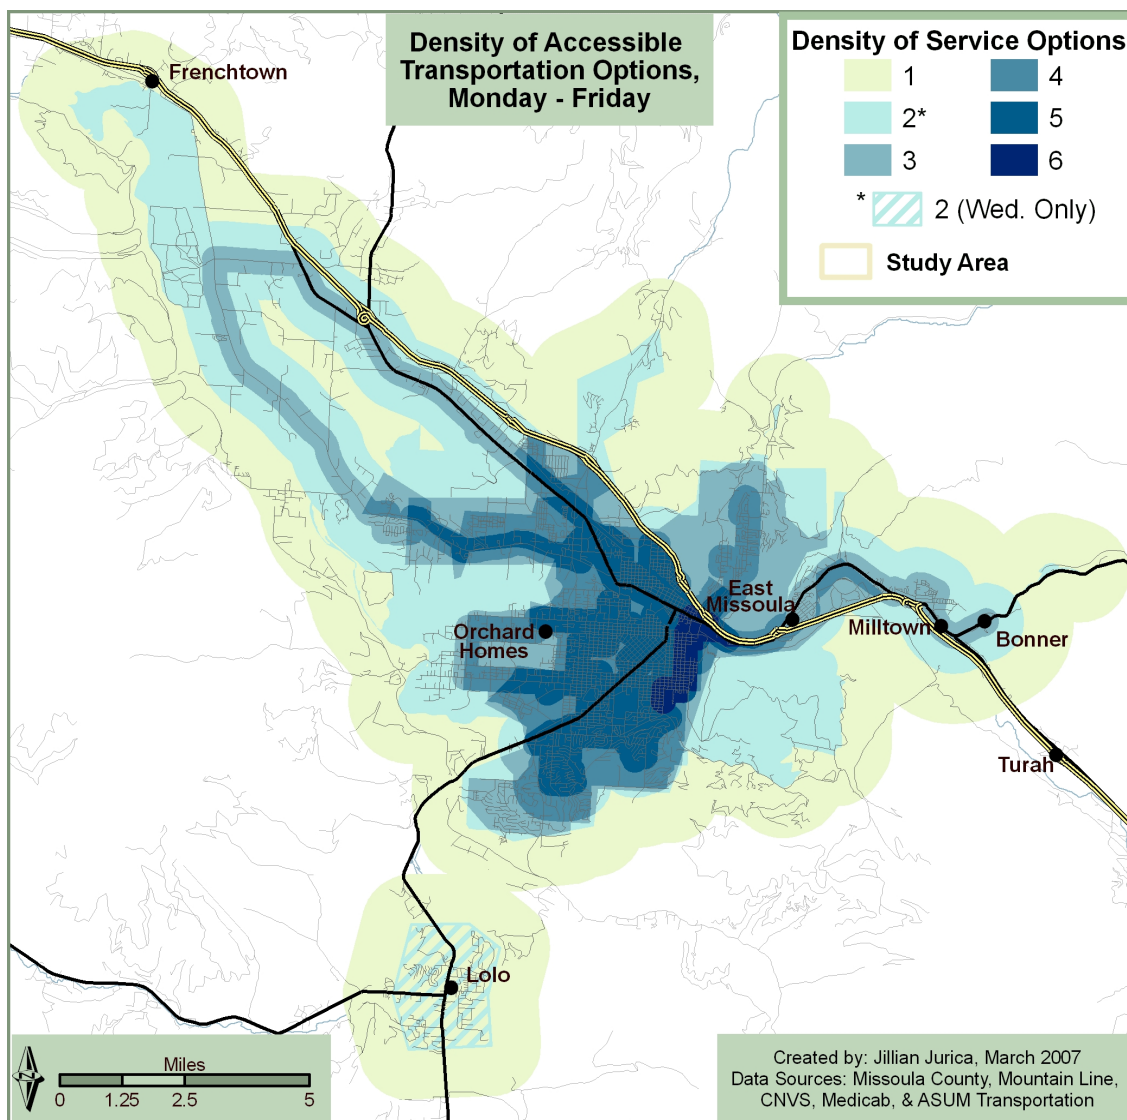 Density of Accessible
Transportation Options,
Monday - Friday
Density of Service Options
1
4
2*
5
3
6
* 2 (Wed. Only)
Study Area
Frenchtown
East
Missoula
Orchard
Homes
Milltown
Bonner
Turah
Lolo
N
Miles
0 1.25 2.5 5
Created by: Jillian Jurica, March 2007
Data Sources: Missoula County, Mountain Line,
CNVS, Medicab, & ASUM Transportation